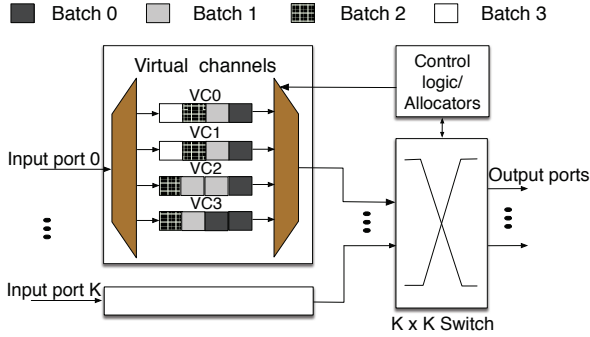 Batch 0 Batch 1 Batch 2 Batch 3
Virtual channels
Control
logic/
Allocators
VC0
VC1
Input port 0
VC2
Output ports
VC3
Input port K
K x K Switch